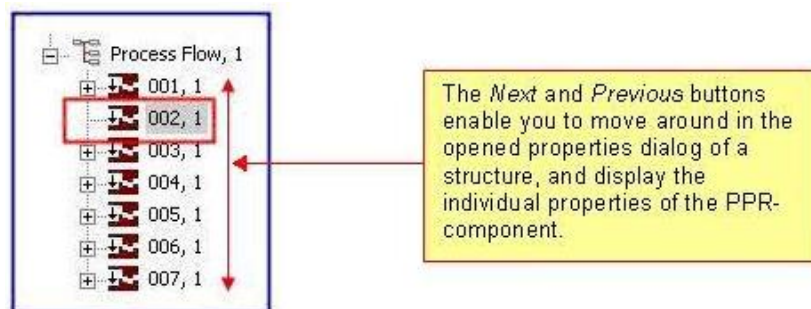 Process Flow, 1
001, 1
002, 1
003, 1
004, 1
005, 1
006, 1
007, 1
The Next and Previous buttons
enable you to move around in the
opened properties dialog of a
structure, and display the
individual properties of the PPR-
component.